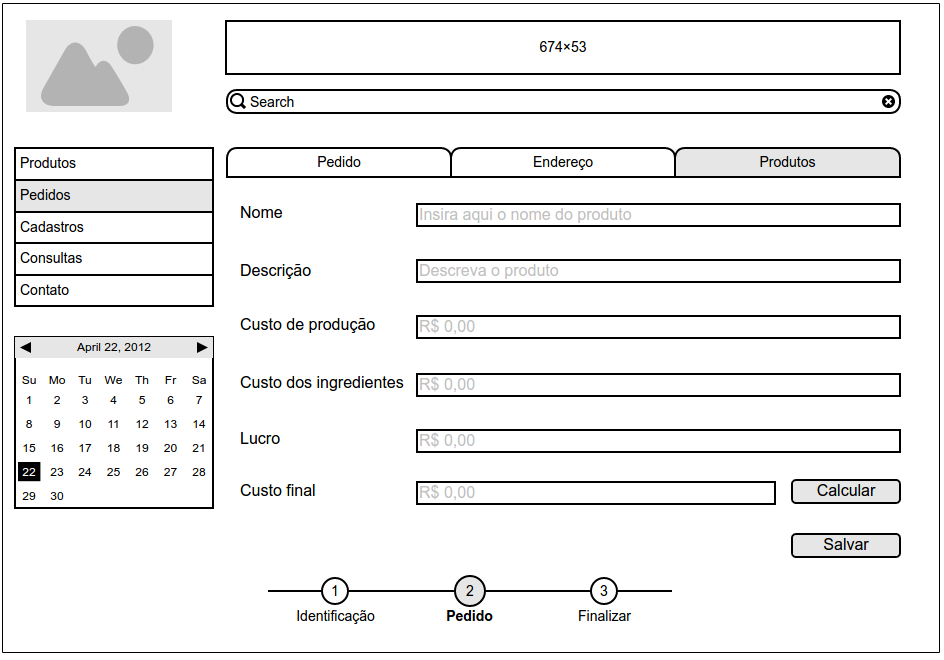 674×53
Search
Produtos
Pedidos
Cadastros
Consultas
Contato
April 22, 2012
Su Mo Tu We Th Fr Sa
1 2 3 4 5 6 7
8 9 10 11 12 13 14
15 16 17 18 19 20 21
22 23 24 25 26 27 28
29 30
Pedido Endereço Produtos
Nome Insira aqui o nome do produto
Descrição Descreva o produto
Custo de produção R$ 0,00
Custo dos ingredientes R$ 0,00
Lucro R$ 0,00
Custo final R$ 0,00 Calcular
Salvar
1 2 3
Identificação Pedido Finalizar